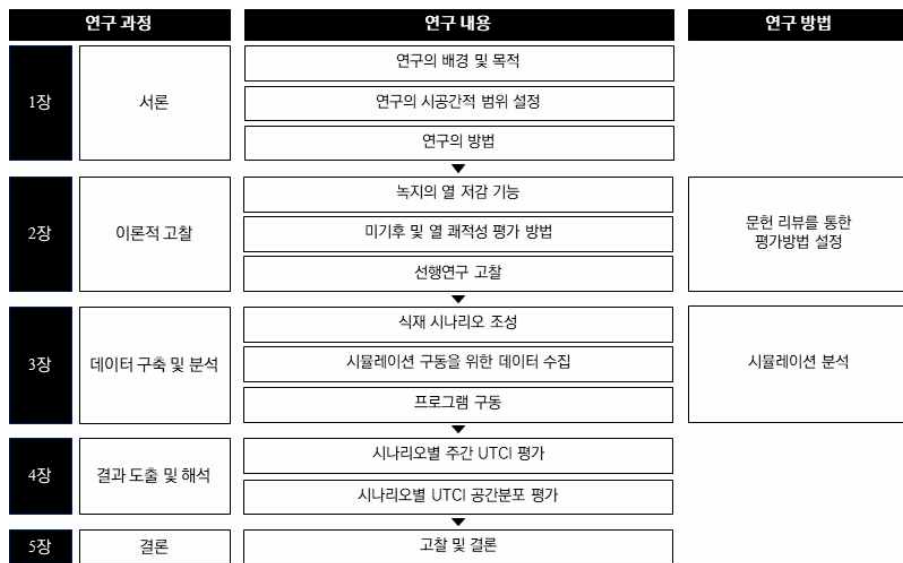 연구 과정
연구 내용
연구 방법
1장
서론
연구의 배경 및 목적
연구의 시공간적 범위 설정
연구의 방법
2장
이론적 고찰
녹지의 열 저감 기능
미기후 및 열 쾌적성 평가 방법
선행연구 고찰
문헌 리뷰를 통한
평가방법 설정
3장
데이터 구축 및 분석
식재 시나리오 조성
시뮬레이션 구동을 위한 데이터 수집
프로그램 구동
시뮬레이션 분석
4장
결과 도출 및 해석
시나리오별 주간 UTCI 평가
시나리오별 UTCI 공간분포 평가
5장
결론
고찰 및 결론